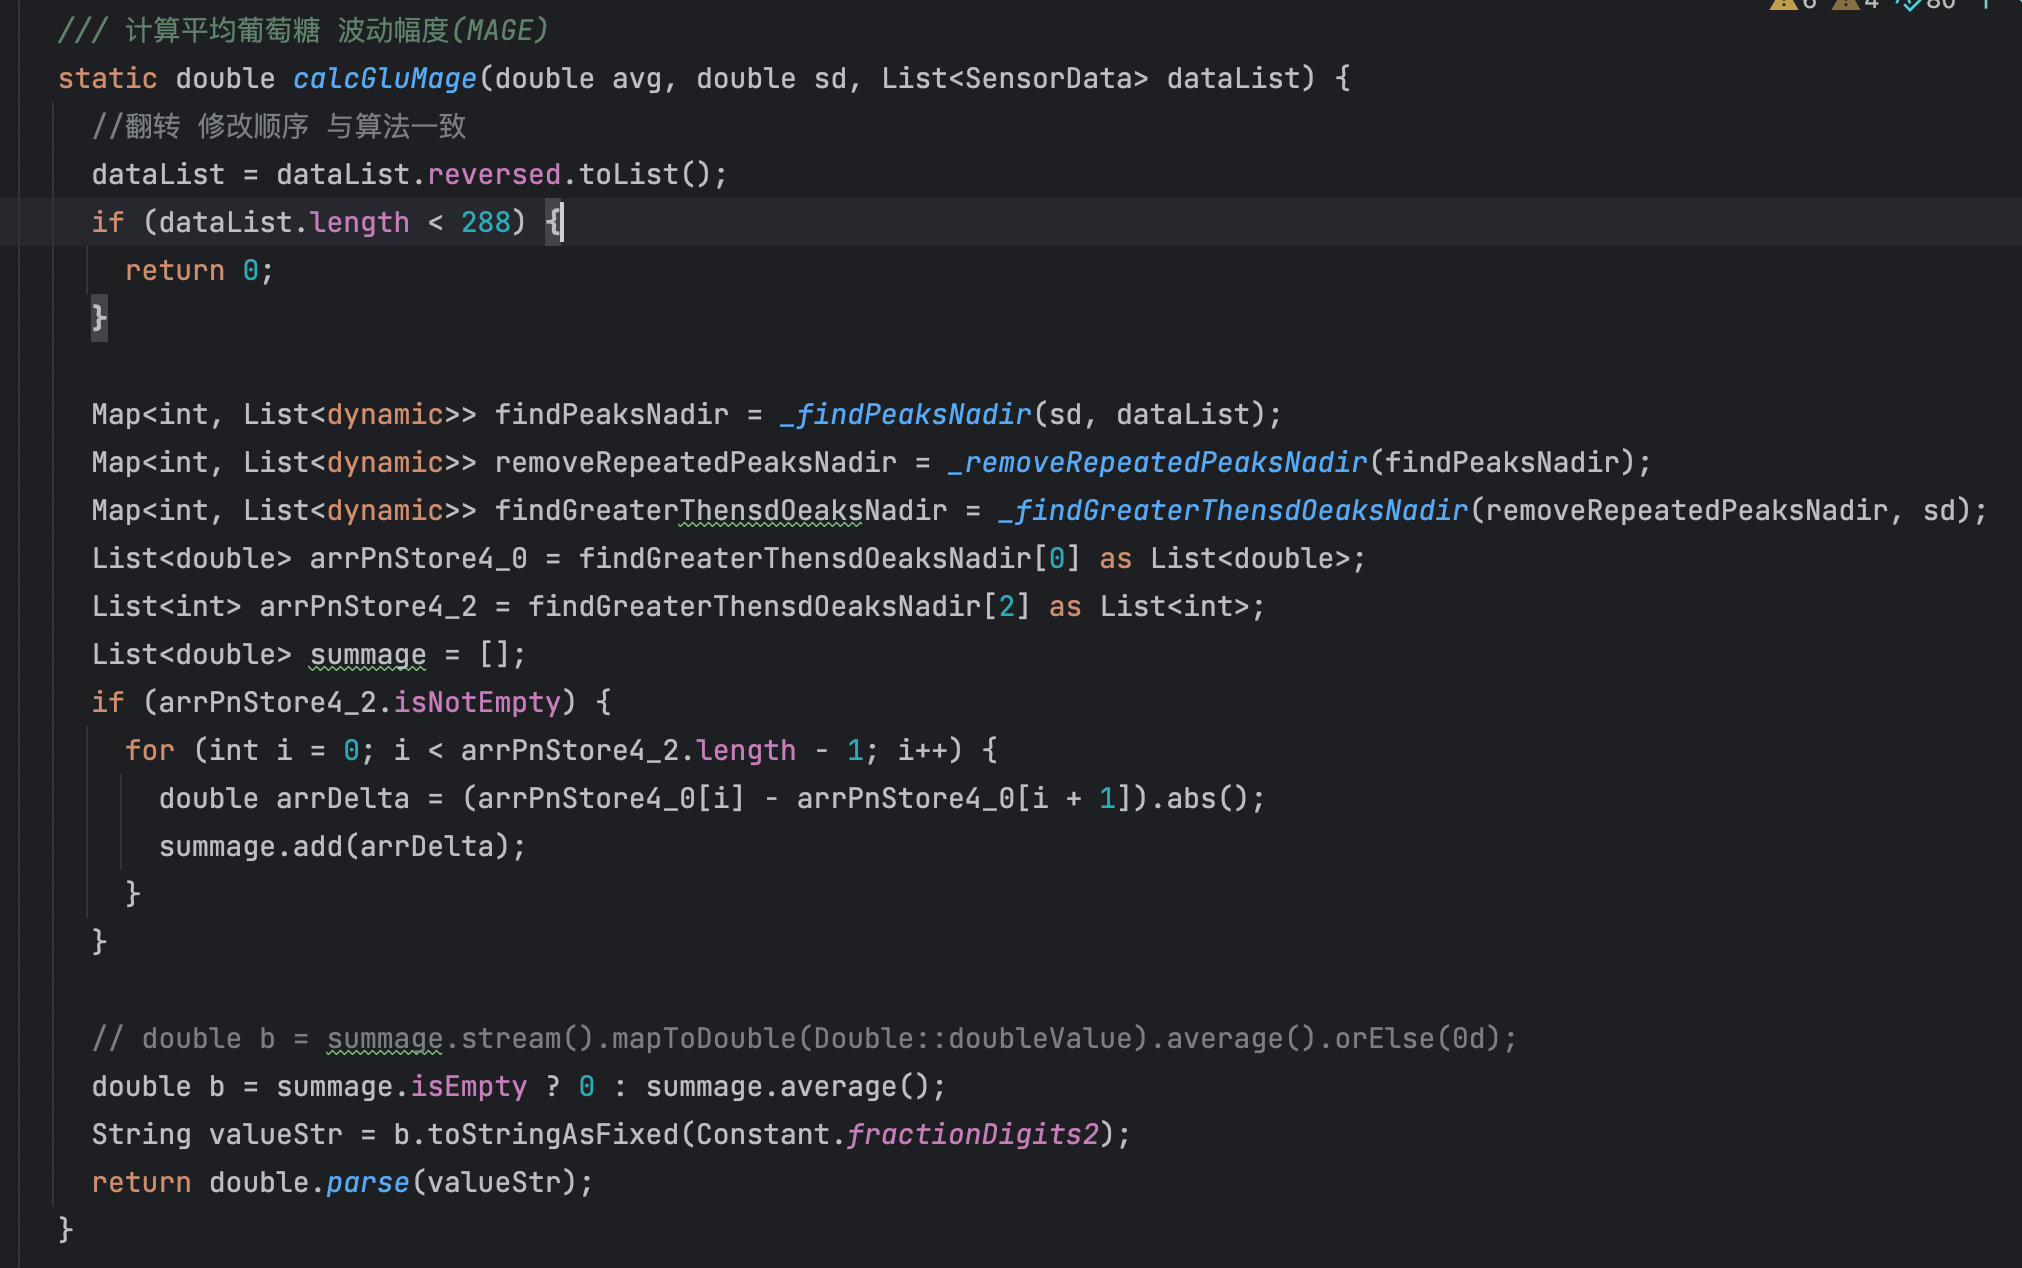 6 4 80
/// 计算平均葡萄糖 波动幅度(MAGE)
static double calcGluMage(double avg, double sd, List<SensorData> dataList) {
//翻转 修改顺序 与算法一致
dataList = dataList.reversed.toList();
if (dataList.length < 288) {
return 0;
}
Map<int, List<dynamic>> findPeaksNadir = _findPeaksNadir(sd, dataList);
Map<int, List<dynamic>> removeRepeatedPeaksNadir = _removeRepeatedPeaksNadir(findPeaksNadir);
Map<int, List<dynamic>> findGreaterThensdOeaksNadir = _findGreaterThensdOeaksNadir(removeRepeatedPeaksNadir, sd);
List<double> arrPnStore4_0 = findGreaterThensdOeaksNadir[0] as List<double>;
List<int> arrPnStore4_2 = findGreaterThensdOeaksNadir[2] as List<int>;
List<double> summage = [];
if (arrPnStore4_2.isNotEmpty) {
for (int i = 0; i < arrPnStore4_2.length - 1; i++) {
double arrDelta = (arrPnStore4_0[i] - arrPnStore4_0[i + 1]).abs();
summage.add(arrDelta);
}
}
// double b = summage.stream().mapToDouble(Double::doubleValue).average().orElse(0d);
double b = summage.isEmpty ? 0 : summage.average();
String valueStr = b.toStringAsFixed(Constant.fractionDigits2);
return double.parse(valueStr);
}